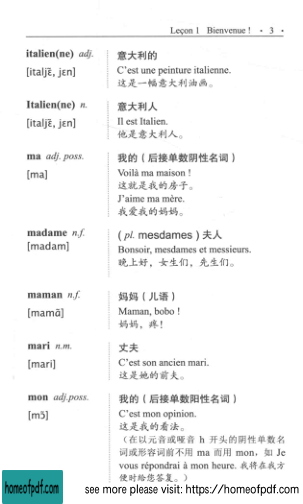 Leçon 1 Bienvenue ! • 3 •
italien(ne) adj. 意大利的
[italjɛ̃, jɛn] C'est une peinture italienne.
这是一幅意大利油画。
Italien(ne) n. 意大利人
[italjɛ̃, jɛn] Il est Italien.
他是意大利人。
ma adj. poss. 我的（后接单数阴性名词）
[ma] Voilà ma maison !
这就是我的房子。
J'aime ma mère.
我爱我的妈妈。
madame n.f. ( pl. mesdames ) 夫人
[madam] Bonsoir, mesdames et messieurs.
晚上好，女士们，先生们。
maman n.f. 妈妈（儿语）
[mamɑ̃] Maman, bobo !
妈妈，疼！
mari n.m. 丈夫
[mari] C'est son ancien mari.
这是她的前夫。
mon adj.poss. 我的（后接单数阳性名词）
[mɔ̃] C'est mon opinion.
这是我的看法。
（在以元音或哑音 h 开头的阴性单数名
词或形容词前不用 ma 而用 mon，如 Je
vous répondrai à mon heure. 我将在我方
便时给您答复。）
homeofpdf.com see more please visit: https://homeofpdf.com